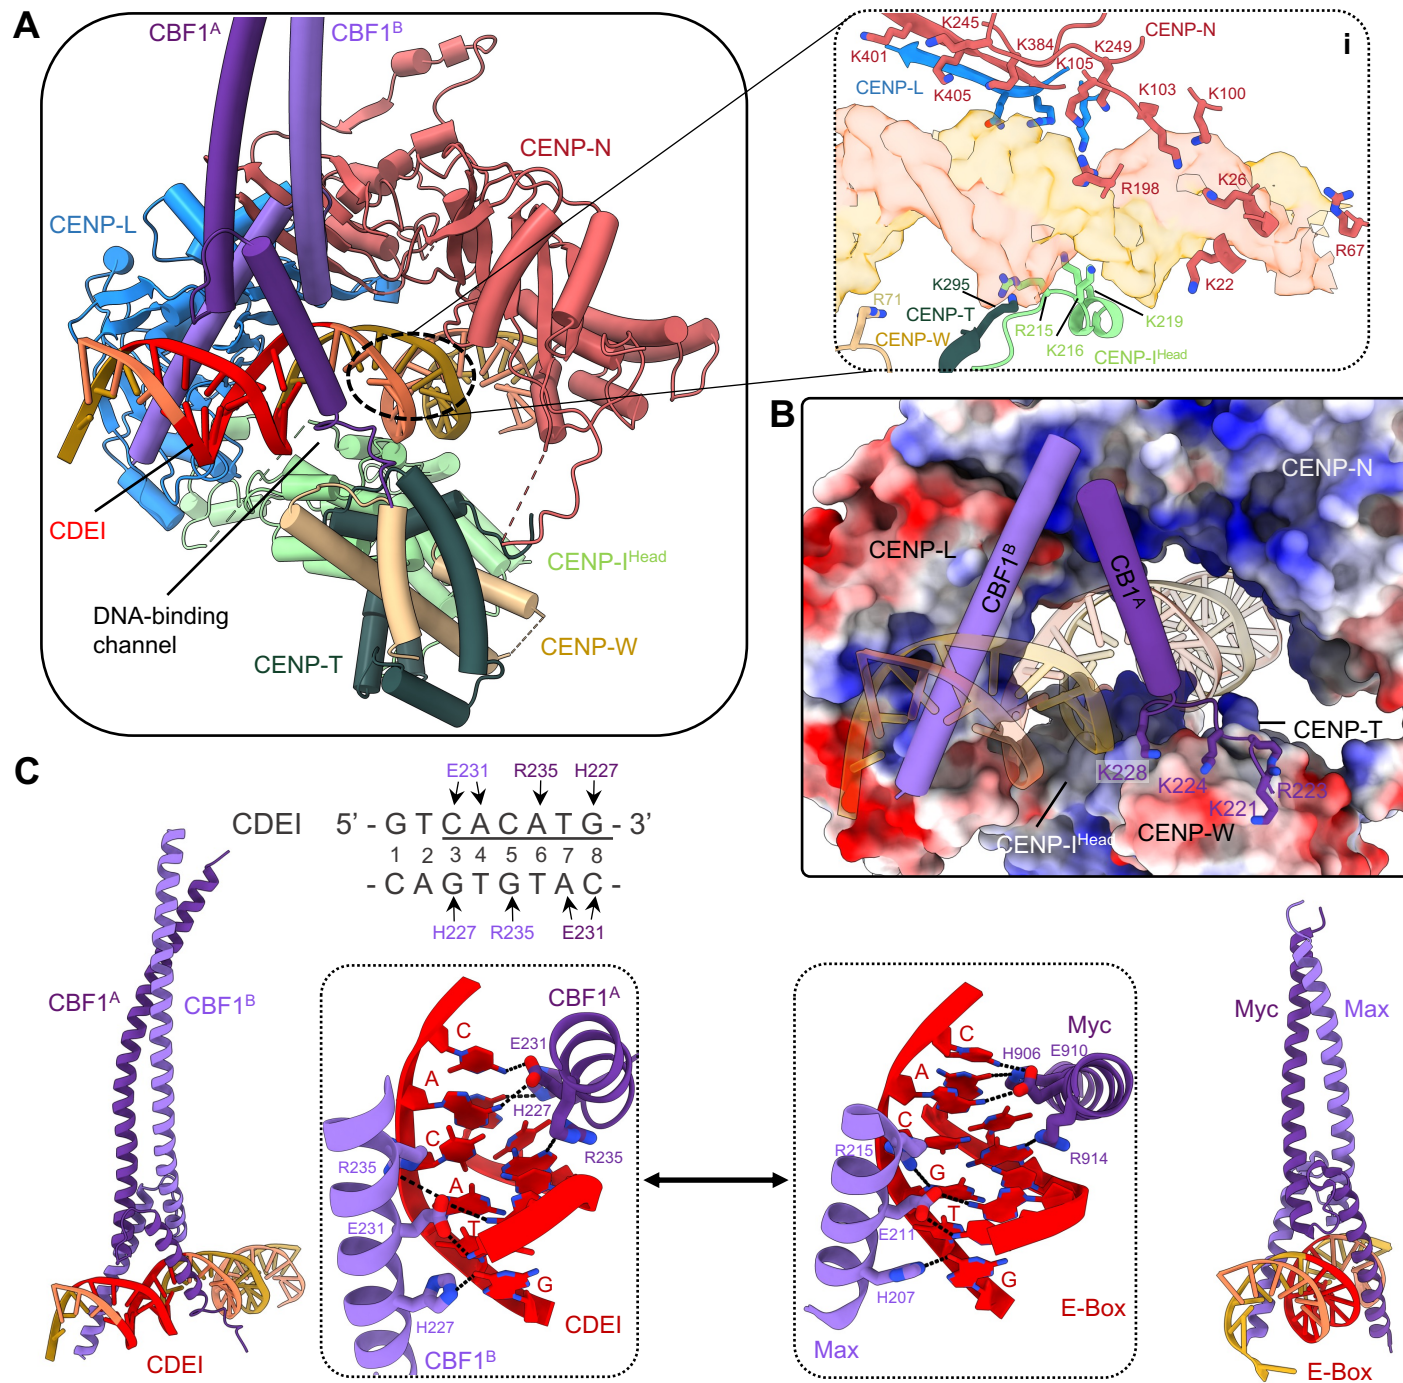 A
CBF1A
CBF1B
CENP-N
CENP-L
CDEI
DNA-binding
channel
CENP-IHead
CENP-W
CENP-T
i
K245
CENP-N
K384
K249
K401
K105
CENP-L
K405
K103
K100
R198
K26
R67
K22
K295
R71
CENP-T
CENP-W
R215
K219
K216
CENP-IHead
B
CENP-N
CENP-L
CBF1B
CB1A
CENP-T
K228
K224
R223
K221
CENP-IHead
CENP-W
C
E231 R235 H227
CDEI 5' - G T C A C A T G - 3'
1 2 3 4 5 6 7 8
- C A G T G T A C -
H227 R235 E231
CBF1A
CBF1B
CDEI
CBF1A
C
E231
A
H227
C
R235
R235
A
E231
T
G
H227
CDEI
CBF1B
Myc
C
H906
E910
A
C
R215
R914
G
T
E211
G
H207
E-Box
Max
Myc
Max
E-Box